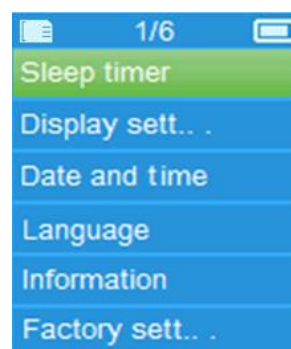 1/6
Sleep timer
Display sett.. .
Date and time
Language
Information
Factory sett.. .